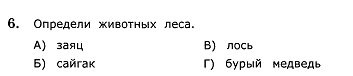 6. Определи животных леса.
А) заяц В) лось
Б) сайгак Г) бурый медведь